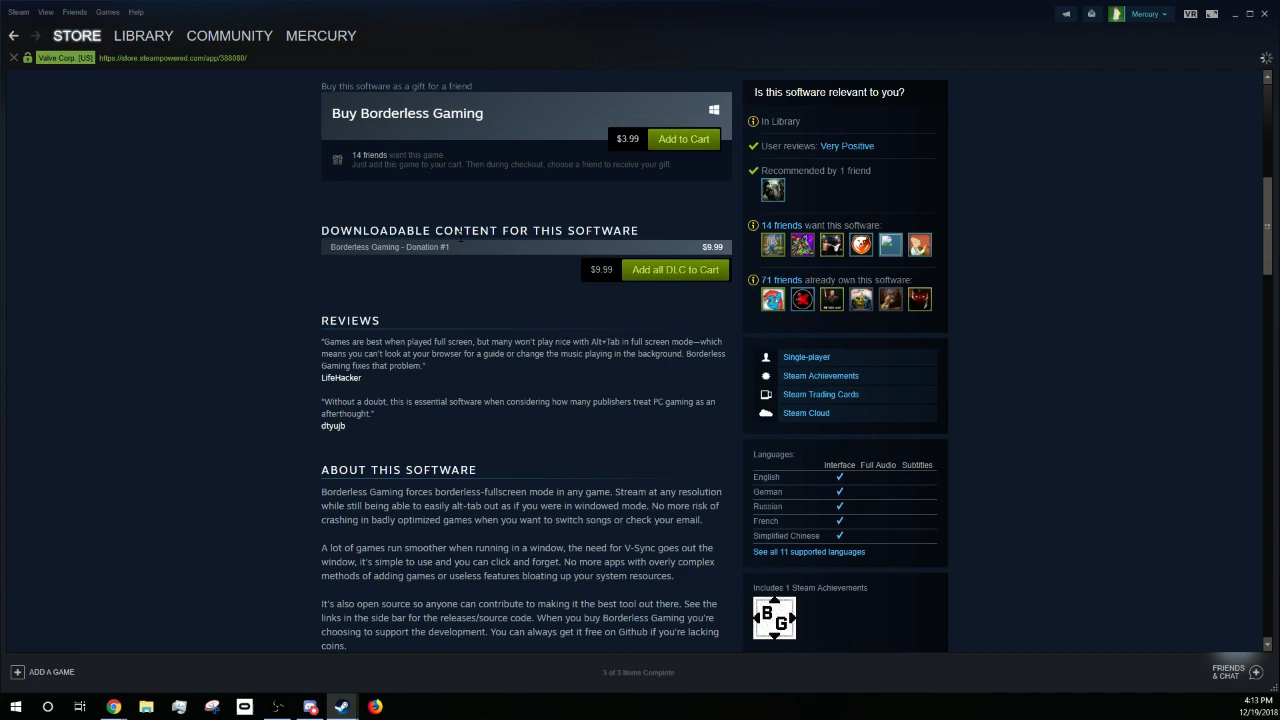 Steam View Friends Games Help
Mercury
VR
STORE LIBRARY COMMUNITY MERCURY
Valve Corp. [US] https://store.steampowered.com/app/388080/
Buy this software as a gift for a friend
Buy Borderless Gaming
$3.99 Add to Cart
14 friends want this game.
Just add this game to your cart. Then during checkout, choose a friend to receive your gift.
DOWNLOADABLE CONTENT FOR THIS SOFTWARE
Borderless Gaming - Donation #1 $9.99
$9.99 Add all DLC to Cart
REVIEWS
“Games are best when played full screen, but many won’t play nice with Alt+Tab in full screen mode—which
means you can’t look at your browser for a guide or change the music playing in the background. Borderless
Gaming fixes that problem.”
LifeHacker
“Without a doubt, this is essential software when considering how many publishers treat PC gaming as an
afterthought.”
dtyujb
ABOUT THIS SOFTWARE
Borderless Gaming forces borderless-fullscreen mode in any game. Stream at any resolution
while still being able to easily alt-tab out as if you were in windowed mode. No more risk of
crashing in badly optimized games when you want to switch songs or check your email.
A lot of games run smoother when running in a window, the need for V-Sync goes out the
window, it's simple to use and you can click and forget. No more apps with overly complex
methods of adding games or useless features bloating up your system resources.
It's also open source so anyone can contribute to making it the best tool out there. See the
links in the side bar for the releases/source code. When you buy Borderless Gaming you're
choosing to support the development. You can always get it free on Github if you're lacking
coins.
Is this software relevant to you?
In Library
User reviews: Very Positive
Recommended by 1 friend
14 friends want this software:
71 friends already own this software:
Single-player
Steam Achievements
Steam Trading Cards
Steam Cloud
Languages:
Interface Full Audio Subtitles
English
German
Russian
French
Simplified Chinese
See all 11 supported languages
Includes 1 Steam Achievements
B
G
+ ADD A GAME
3 of 3 Items Complete
FRIENDS
& CHAT
4:13 PM
12/19/2018